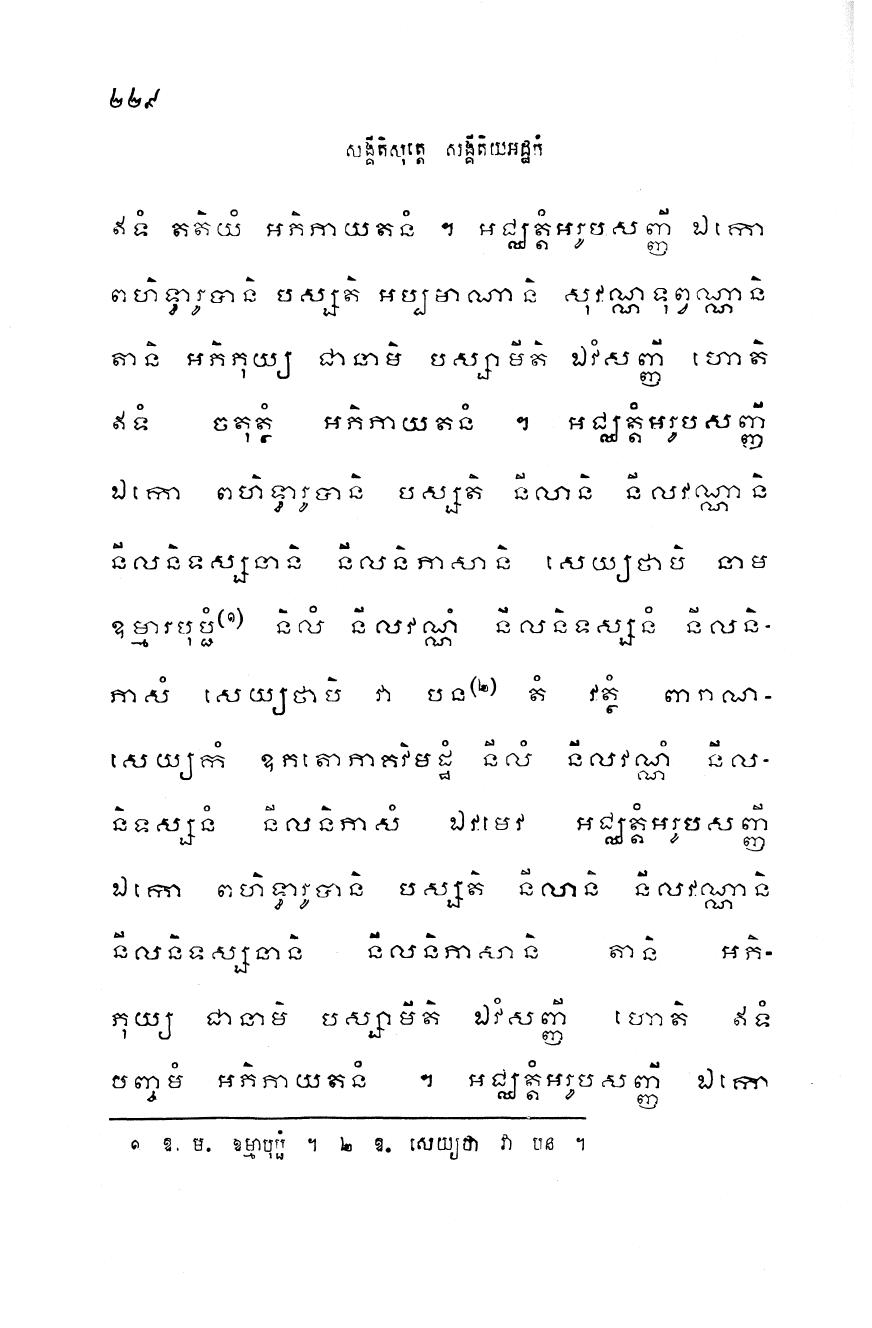 ២២៩
សង្គីតិសុត្តេ សង្គីតិយអដ្ឋកំ
ឥទំ តតិយំ អភិភាយតនំ ។ អជ្ឈត្តំអរូបសញ្ញី ឯកោ
ពហិទ្ធារូបានិ បស្សតិ អប្បមាណានិ សុវណ្ណទុព្វណ្ណានិ
តានិ អភិភុយ្យ ជានាមិ បស្សាមីតិ ឯវំសញ្ញី ហោតិ
ឥទំ ចតុត្ថំ អភិភាយតនំ ។ អជ្ឈត្តំអរូបសញ្ញី
ឯកោ ពហិទ្ធារូបានិ បស្សតិ នីលានិ នីលវណ្ណានិ
នីលនិទស្សនានិ នីលនិភាសានិ សេយ្យថាបិ នាម
ឧម្មារបុប្ផំ(១) និលំ នីលវណ្ណំ នីលនិទស្សនំ នីលនិ-
ភាសំ សេយ្យថាបិ វា បន(២) តំ វត្ថំ ពារាណ-
សេយ្យកំ ឧភតោភាគវិមដ្ឋំ នីលំ នីលវណ្ណំ នីល-
និទស្សនំ នីលនិភាសំ ឯវមេវ អជ្ឈត្តំអរូបសញ្ញី
ឯកោ ពហិទ្ធារូបានិ បស្សតិ នីលានិ នីលវណ្ណានិ
នីលនិទស្សនានិ នីលនិភាសានិ តានិ អភិ-
ភុយ្យ ជានាមិ បស្សាមីតិ ឯវំសញ្ញី ហោតិ ឥទំ
បញ្ចមំ អភិភាយតនំ ។ អជ្ឈត្តំអរូបសញ្ញី ឯកោ
១ ឱ. ម. ឧម្មាបុប្ផំ ។ ២ ឱ. សេយ្យថា វា បន ។